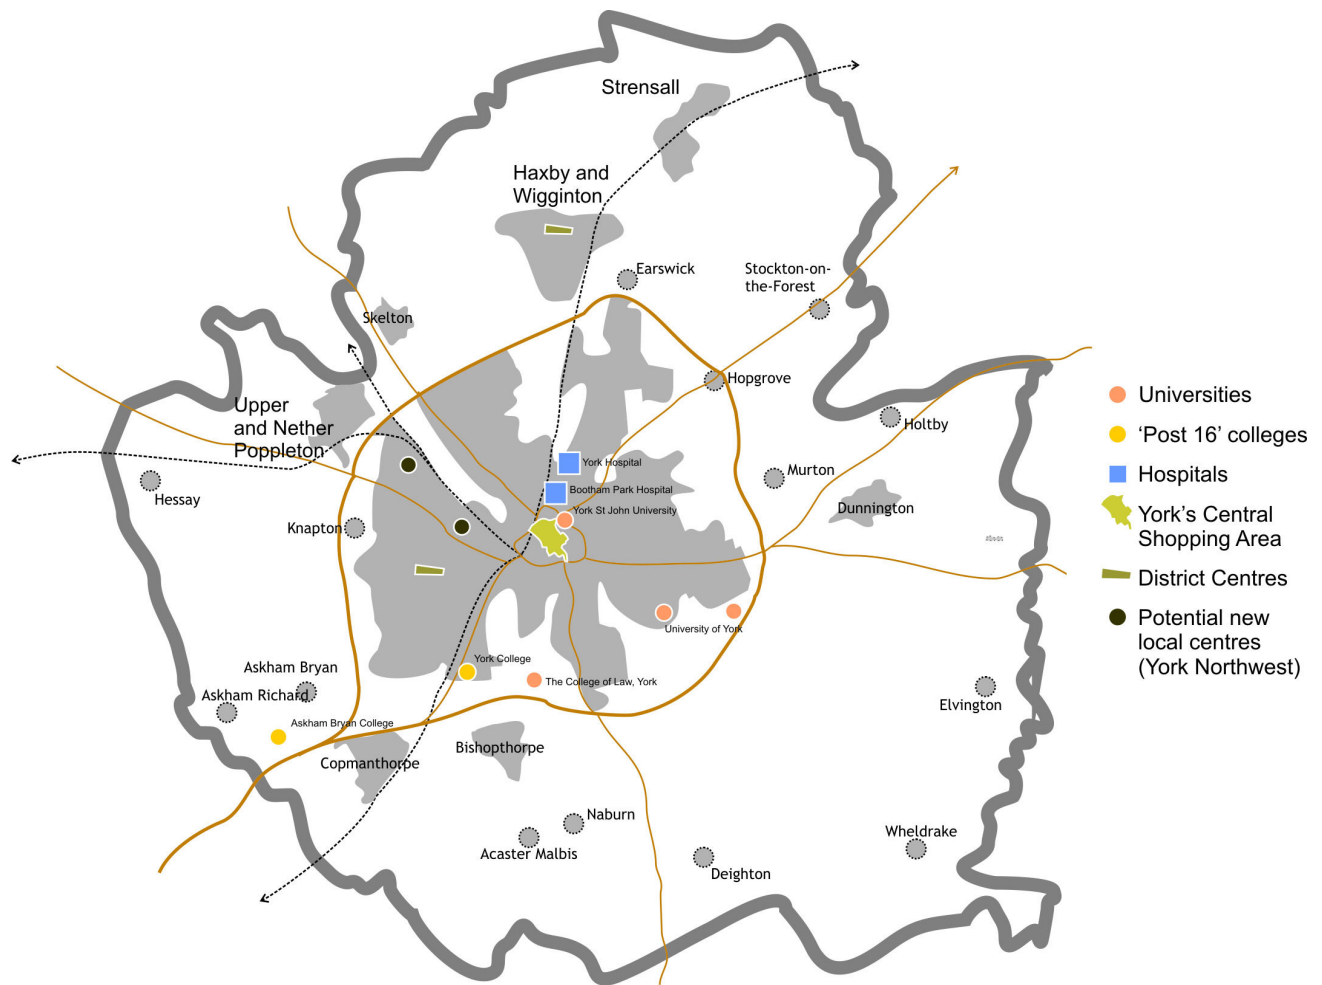 Strensall
Haxby and
Wigginton
Earswick
Stockton-on-
the-Forest
Skelton
Hopgrove
Upper
and Nether
Poppleton
Holtby
Hessay
York Hospital
Murton
Bootham Park Hospital
York St John University
Dunnington
Knapton
University of York
York College
The College of Law, York
Askham Bryan
Askham Richard
Askham Bryan College
Elvington
Copmanthorpe
Bishopthorpe
Naburn
Acaster Malbis
Wheldrake
Deighton
Universities
‘Post 16’ colleges
Hospitals
York’s Central
Shopping Area
District Centres
Potential new
local centres
(York Northwest)